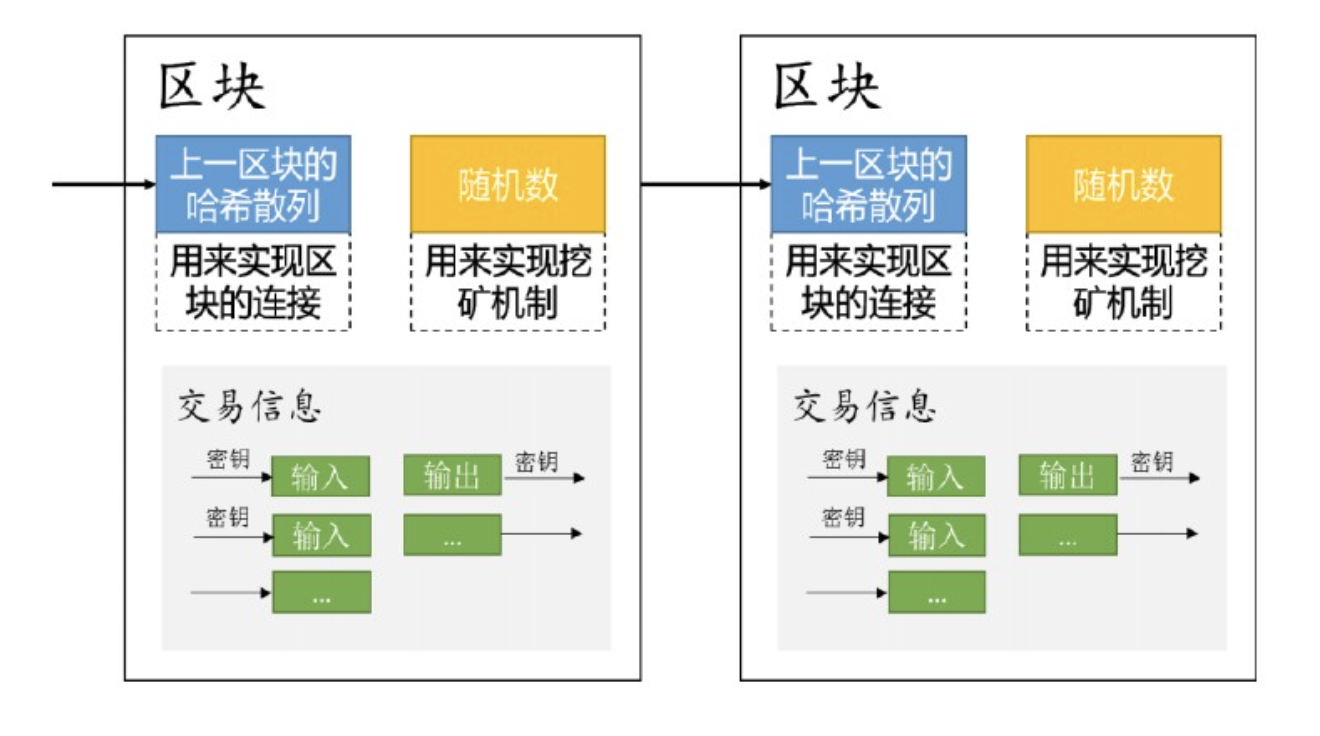 区块
上一区块的
哈希散列
随机数
用来实现区
块的连接
用来实现挖
矿机制
交易信息
密钥
输入
输出
密钥
密钥
输入
...
...
区块
上一区块的
哈希散列
随机数
用来实现区
块的连接
用来实现挖
矿机制
交易信息
密钥
输入
输出
密钥
密钥
输入
...
...